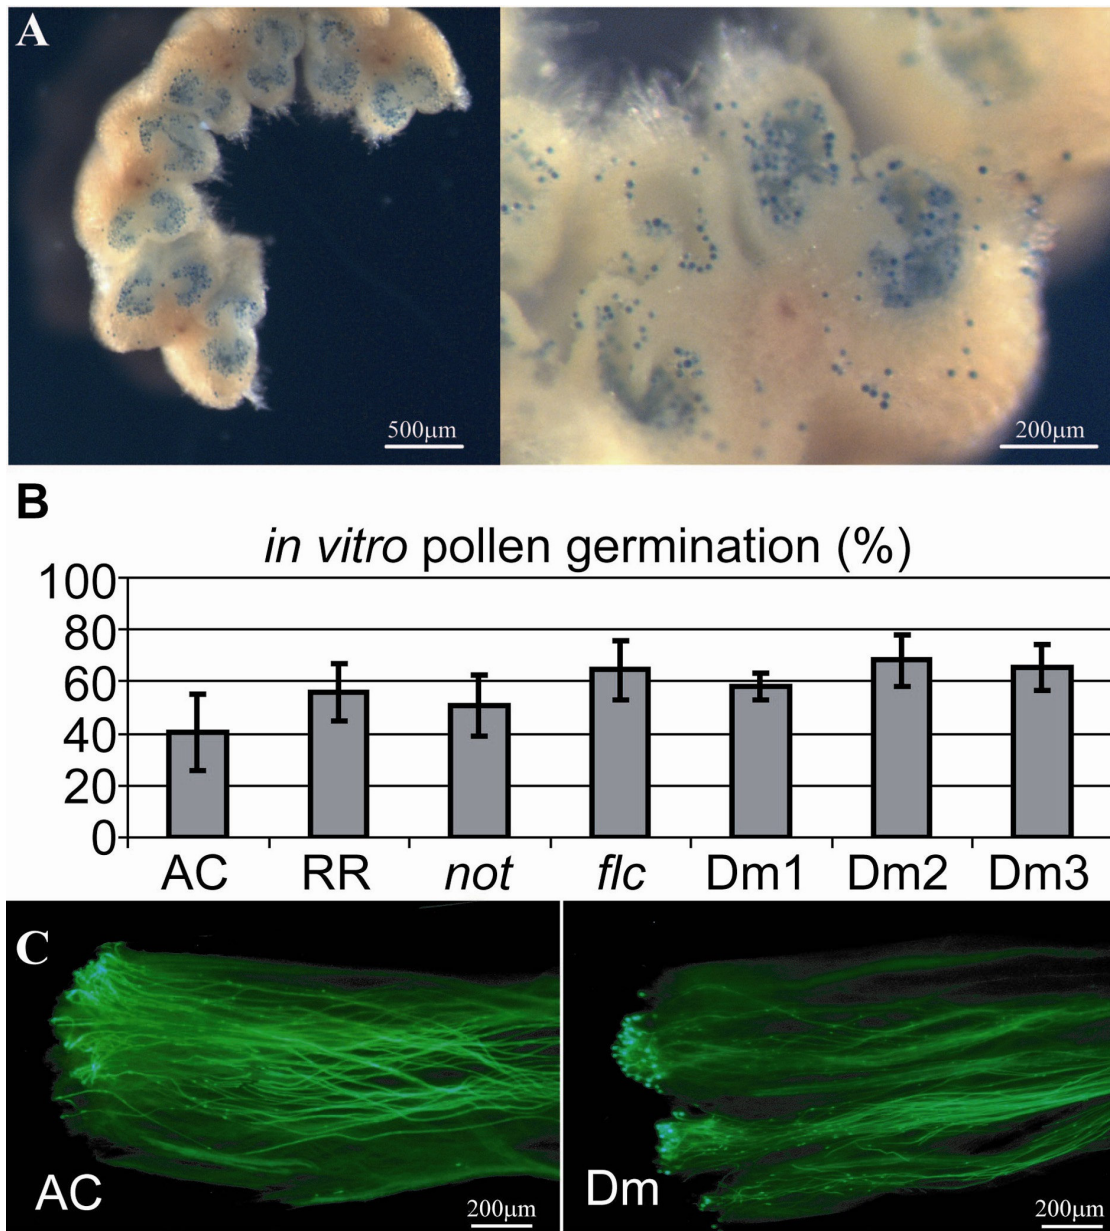 A
500µm
200µm
B
in vitro pollen germination (%)
100
80
60
40
20
0
AC RR not flc Dm1 Dm2 Dm3
C
AC
200µm
Dm
200µm